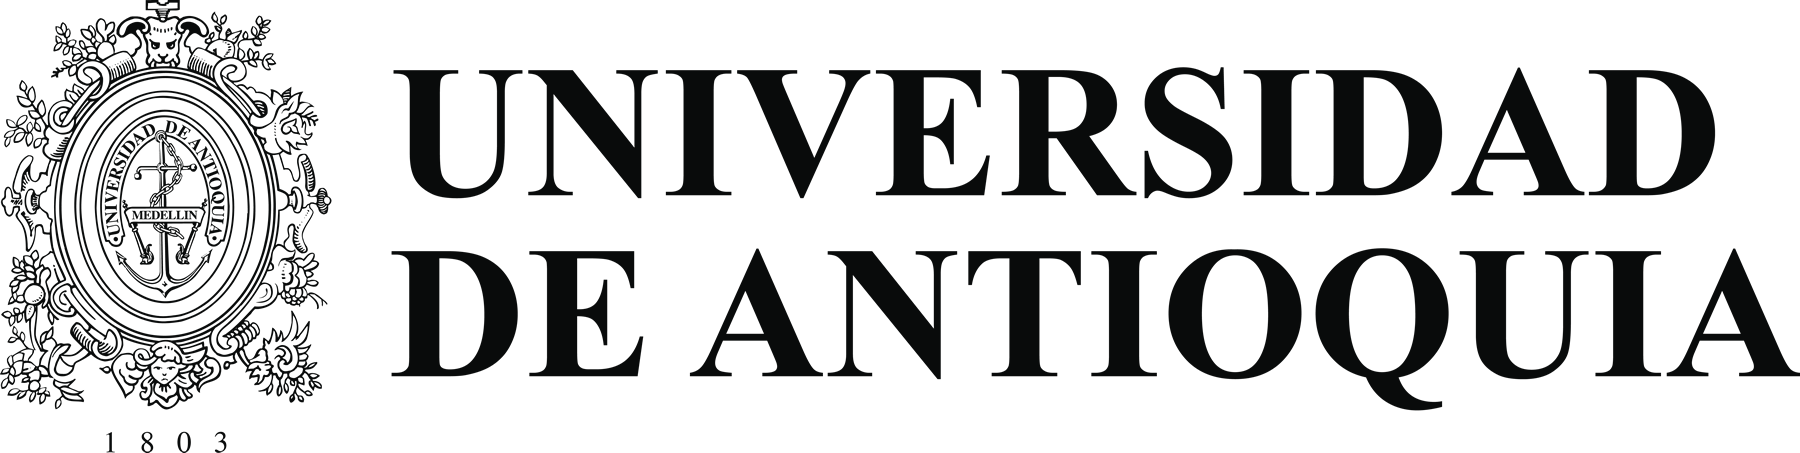 UNIVERSIDAD DE ANTIOQUIA
MEDELLIN
1803
UNIVERSIDAD
DE ANTIOQUIA